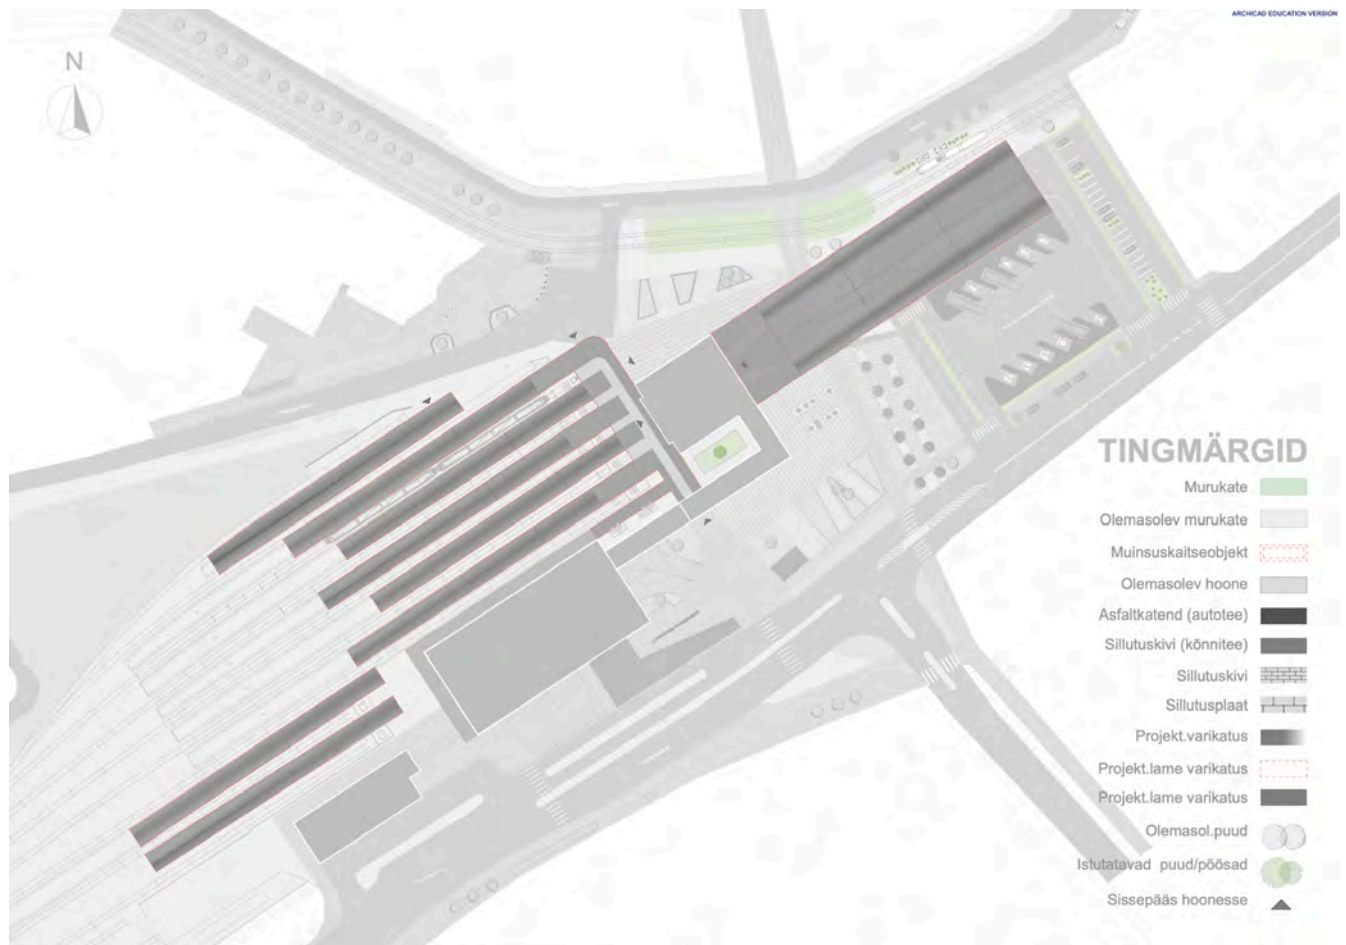 ARCHICAD EDUCATION VERSION
N
TINGMÄRGID
Murukate
Olemasolev murukate
Muinsuskaitseobjekt
Olemasolev hoone
Asfaltkatend (autotee)
Sillutuskivi (kõnnitee)
Sillutuskivi
Sillutusplaat
Projekt.varikatus
Projekt.lame varikatus
Projekt.lame varikatus
Olemasol.puud
Istutatavad puud/põõsad
Sissepääs hoonesse